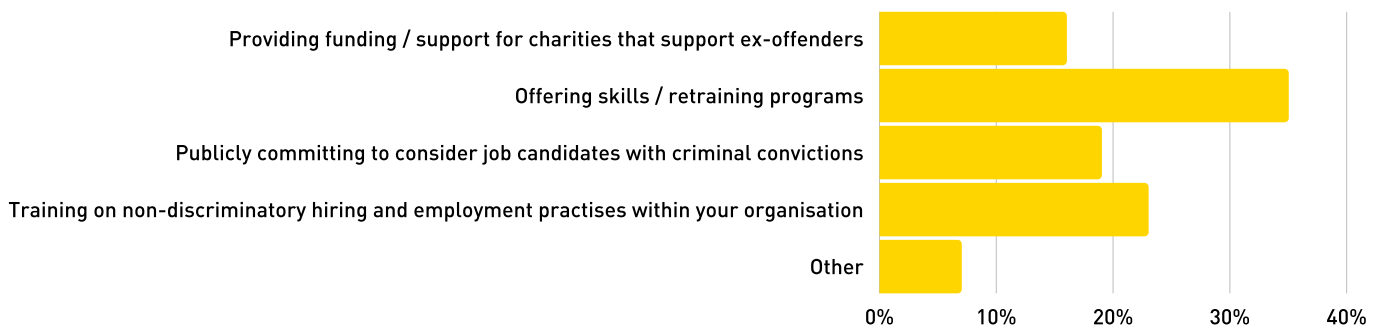 Providing funding / support for charities that support ex-offenders
Offering skills / retraining programs
Publicly committing to consider job candidates with criminal convictions
Training on non-discriminatory hiring and employment practises within your organisation
Other
0% 10% 20% 30% 40%